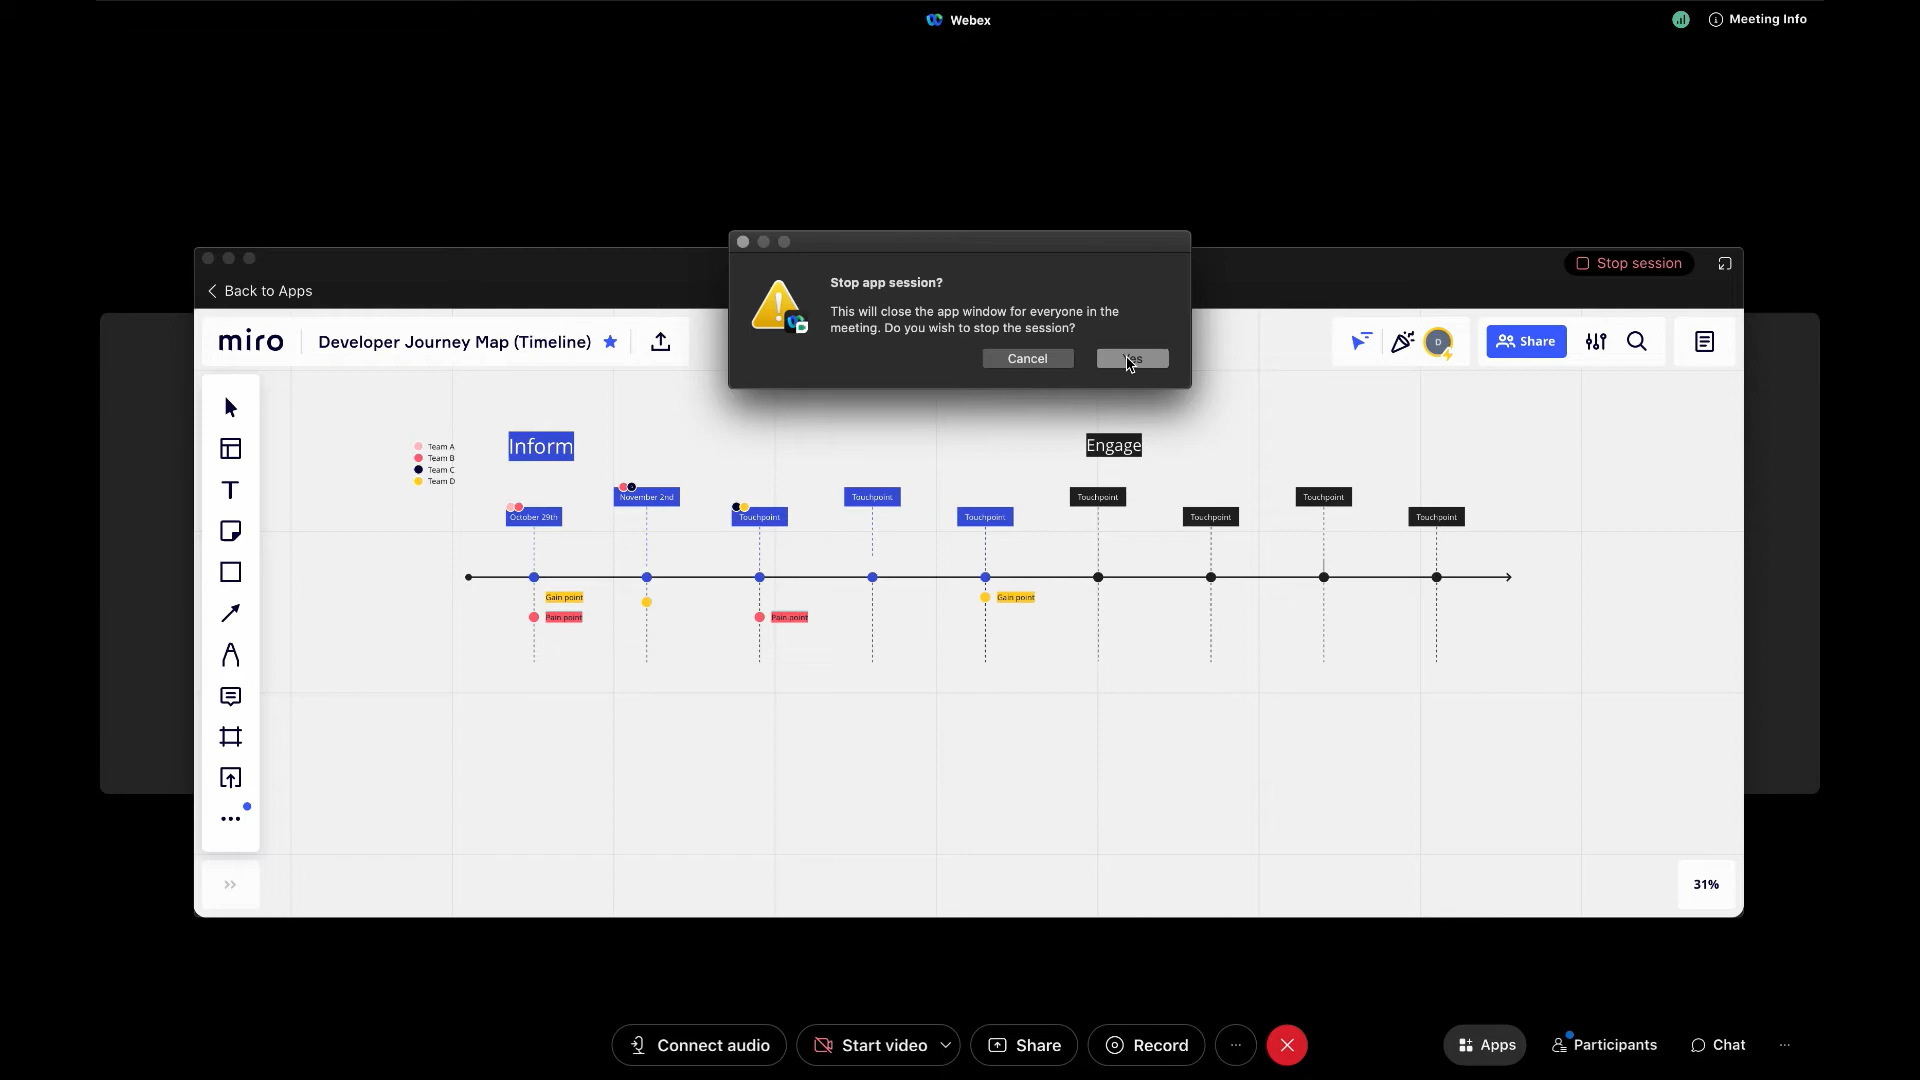 Webex
Meeting Info
Stop session
Back to Apps
Stop app session?
This will close the app window for everyone in the
meeting. Do you wish to stop the session?
Cancel
Yes
miro
Developer Journey Map (Timeline)
D
Share
Team A
Team B
Team C
Team D
Inform
Engage
November 2nd
Touchpoint
Touchpoint
Touchpoint
October 29th
Touchpoint
Touchpoint
Touchpoint
Touchpoint
Gain point
Gain point
Pain point
Pain point
31%
Connect audio
Start video
Share
Record
Apps
Participants
Chat